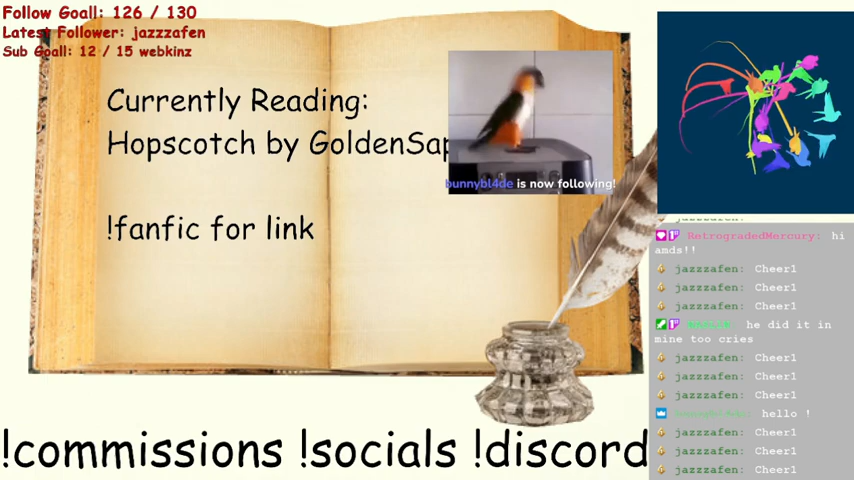 Follow Goall: 126 / 130
Latest Follower: jazzzafen
Sub Goall: 12 / 15 webkinz
Currently Reading:
Hopscotch by GoldenSap
!fanfic for link
bunnybl4de is now following!
jazzzafen:
RetrogradedMercury: hi
amds!!
jazzzafen: Cheer1
jazzzafen: Cheer1
jazzzafen: Cheer1
he did it in
mine too cries
jazzzafen: Cheer1
jazzzafen: Cheer1
jazzzafen: Cheer1
hello !
jazzzafen: Cheer1
jazzzafen: Cheer1
jazzzafen: Cheer1
!commissions !socials !discord